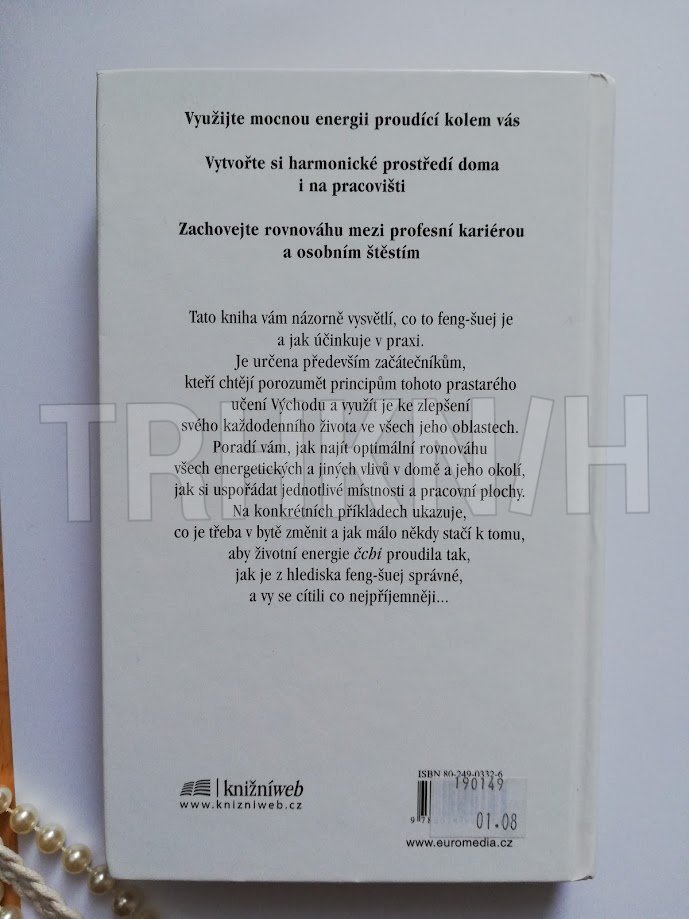 Využijte mocnou energii proudící kolem vás
Vytvořte si harmonické prostředí doma
i na pracovišti
Zachovejte rovnováhu mezi profesní kariérou
a osobním štěstím
Tato kniha vám názorně vysvětlí, co to feng-šuej je
a jak účinkuje v praxi.
Je určena především začátečníkům,
kteří chtějí porozumět principům tohoto prastarého
učení Východu a využít je ke zlepšení
svého každodenního života ve všech jeho oblastech.
Poradí vám, jak najít optimální rovnováhu
všech energetických a jiných vlivů v domě a jeho okolí,
jak si uspořádat jednotlivé místnosti a pracovní plochy.
Na konkrétních příkladech ukazuje,
co je třeba v bytě změnit a jak málo někdy stačí k tomu,
aby životní energie čchi proudila tak,
jak je z hlediska feng-šuej správné,
a vy se cítili co nejpříjemněji...
knižníweb
www.knizniweb.cz
ISBN 80-249-0332-6
190149
01.08
www.euromedia.cz